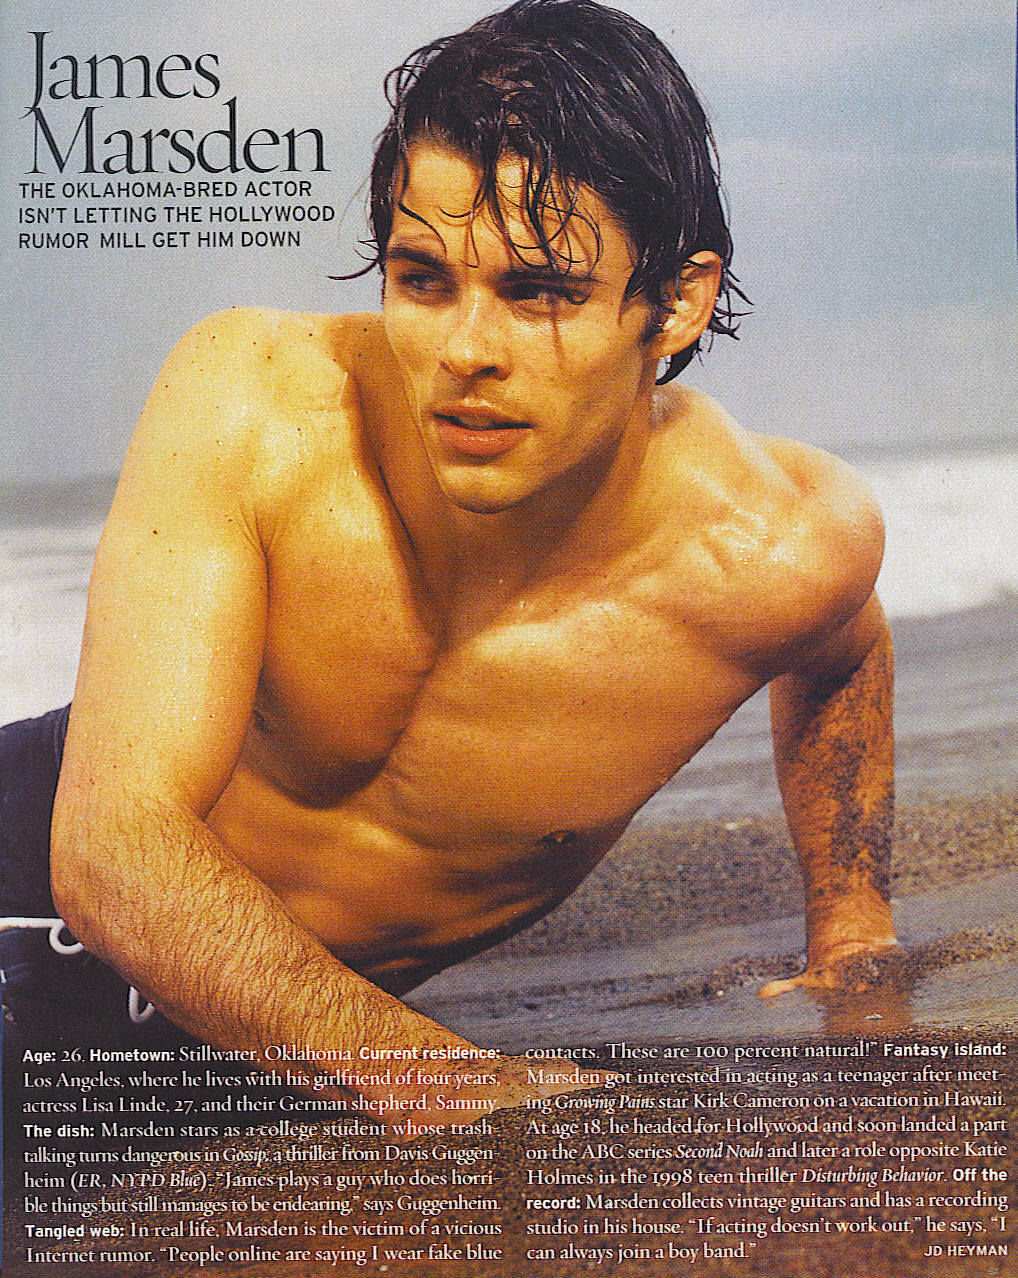 James
Marsden
THE OKLAHOMA-BRED ACTOR
ISN'T LETTING THE HOLLYWOOD
RUMOR MILL GET HIM DOWN
Age: 26. Hometown: Stillwater, Oklahoma. Current residence:
Los Angeles, where he lives with his girlfriend of four years,
actress Lisa Linde, 27, and their German shepherd, Sammy.
The dish: Marsden stars as a college student whose trash-
talking turns dangerous in Gossip, a thriller from Davis Guggen-
heim (ER, NYPD Blue). "James plays a guy who does horri-
ble things but still manages to be endearing," says Guggenheim.
Tangled web: In real life, Marsden is the victim of a vicious
Internet rumor. "People online are saying I wear fake blue
contacts. These are 100 percent natural!" Fantasy island:
Marsden got interested in acting as a teenager after meet-
ing Growing Pains star Kirk Cameron on a vacation in Hawaii.
At age 18, he headed for Hollywood and soon landed a part
on the ABC series Second Noah and later a role opposite Katie
Holmes in the 1998 teen thriller Disturbing Behavior. Off the
record: Marsden collects vintage guitars and has a recording
studio in his house. "If acting doesn't work out," he says, "I
can always join a boy band."
JD HEYMAN